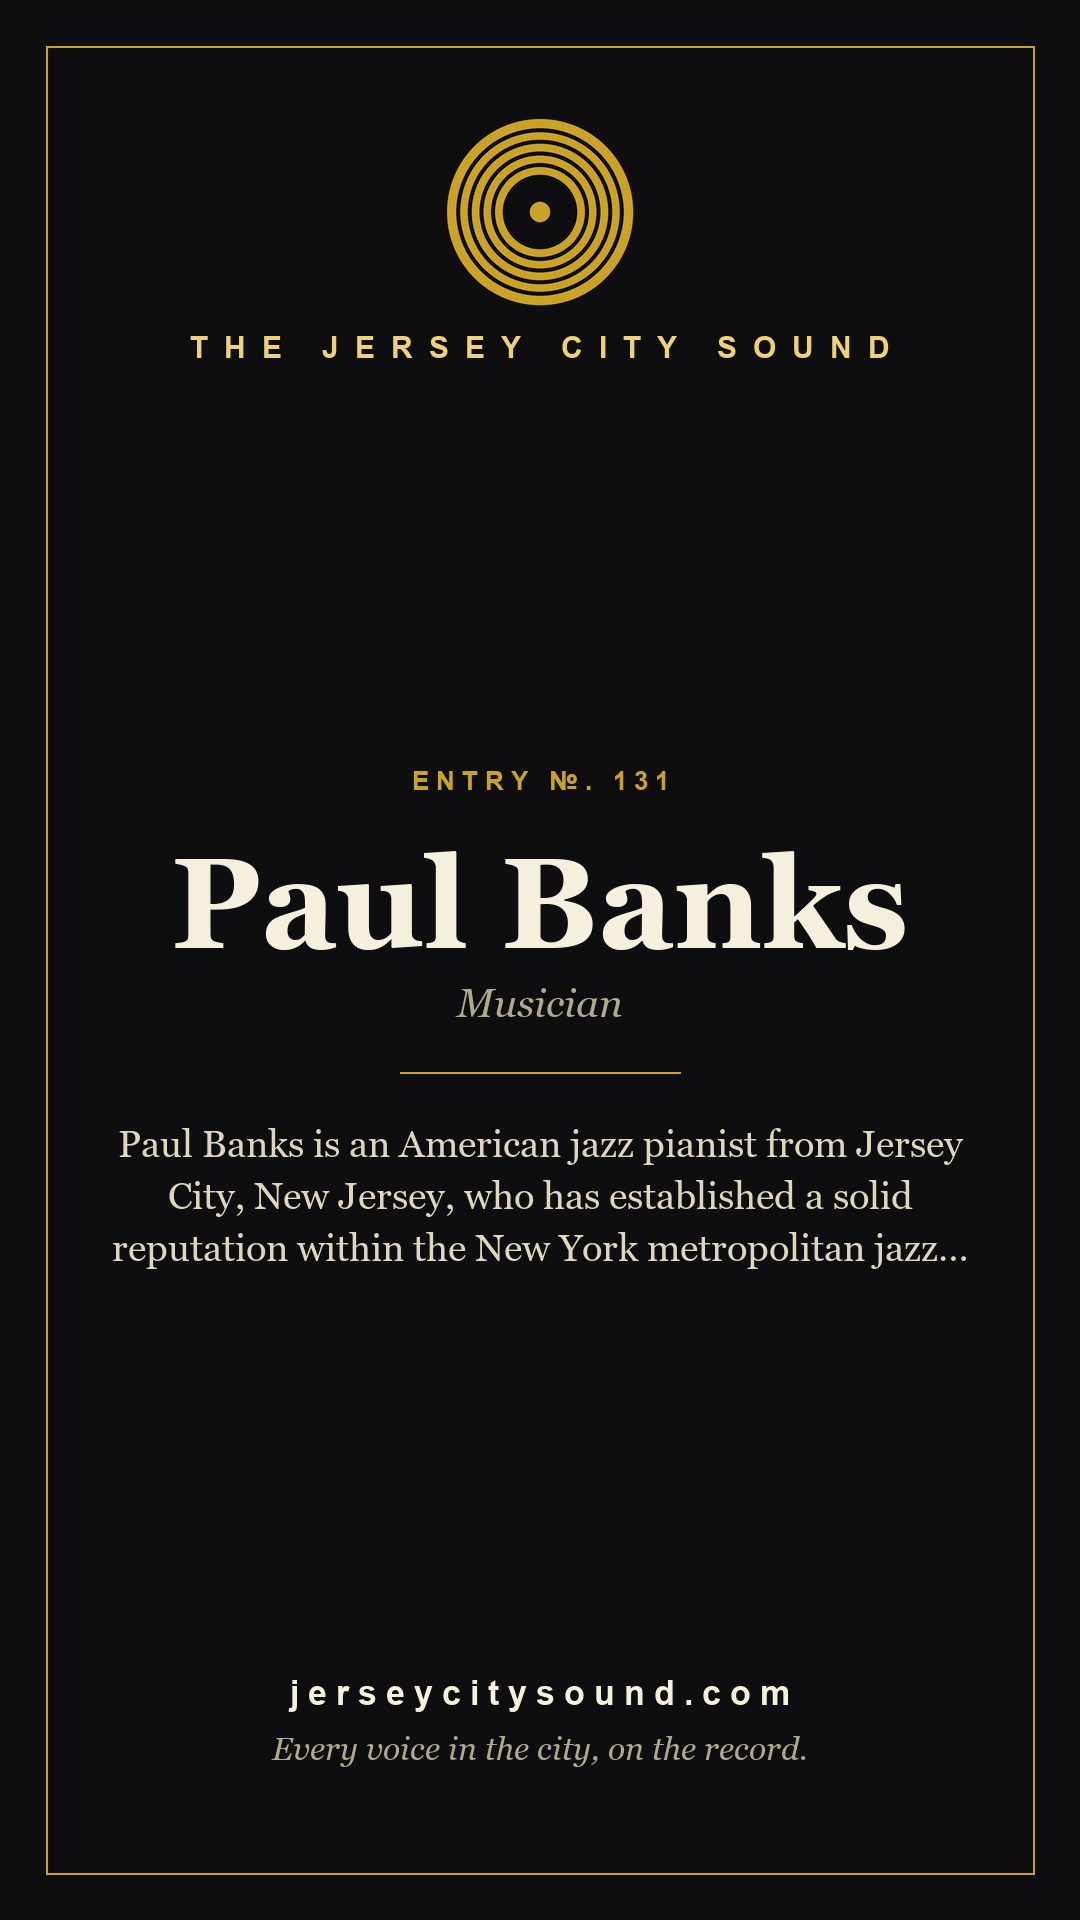 THE JERSEY CITY SOUND
ENTRY №. 131
Paul Banks
Musician
Paul Banks is an American jazz pianist from Jersey
City, New Jersey, who has established a solid
reputation within the New York metropolitan jazz...
jerseycitysound.com
Every voice in the city, on the record.